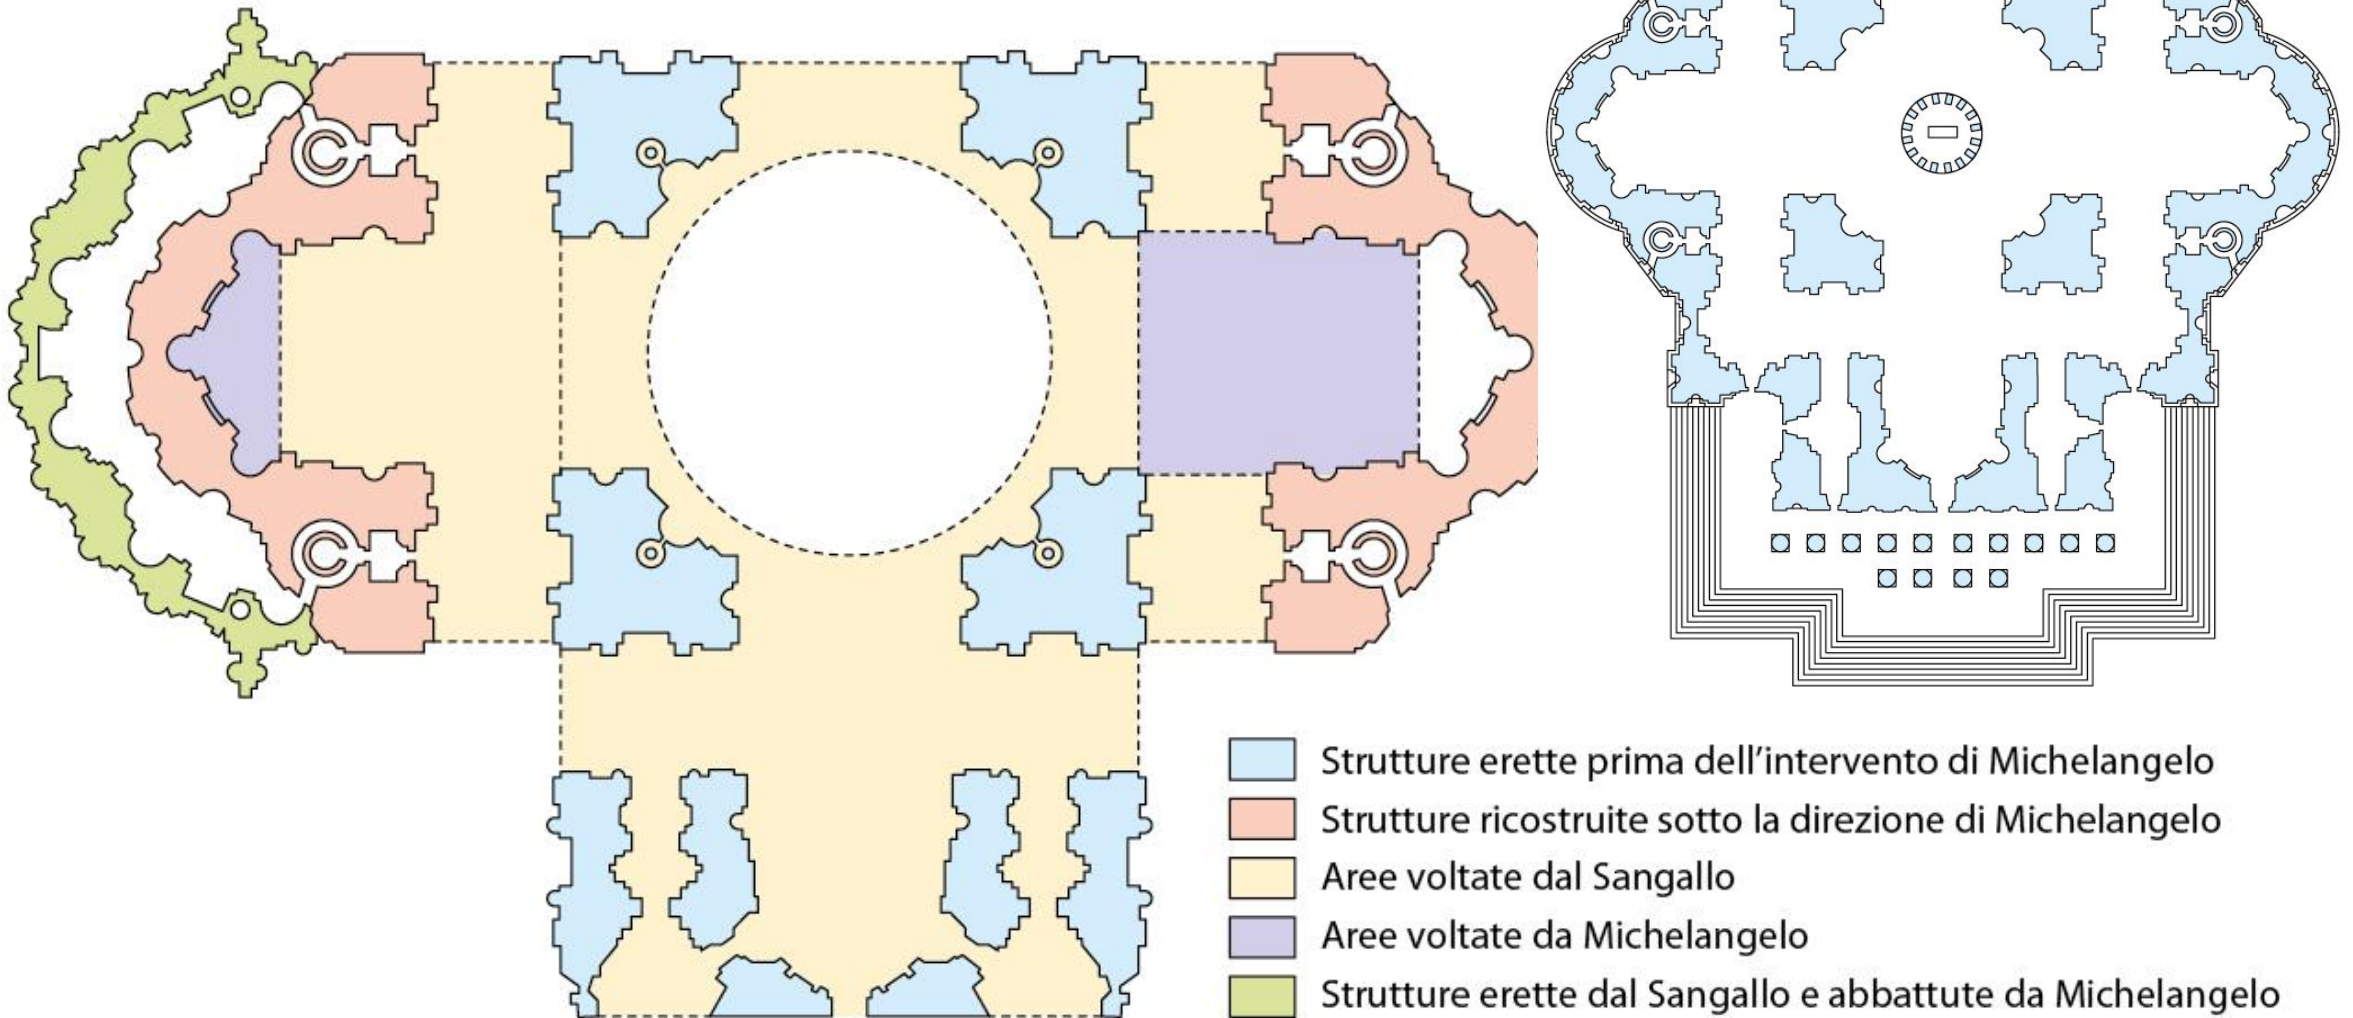 Strutture erette prima dell’intervento di Michelangelo
Strutture ricostruite sotto la direzione di Michelangelo
Aree voltate dal Sangallo
Aree voltate da Michelangelo
Strutture erette dal Sangallo e abbattute da Michelangelo